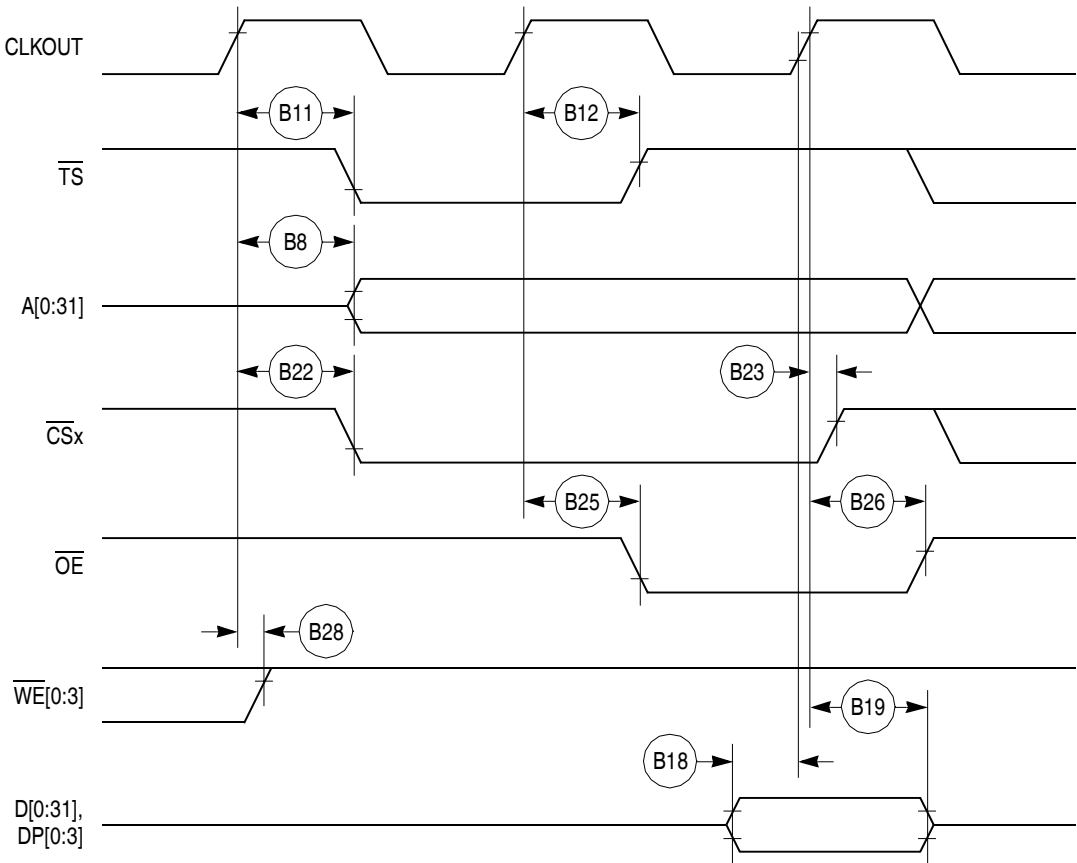 CLKOUT
B11
B12
TS
B8
A[0:31]
B22
B23
CSx
B25
B26
OE
B28
WE[0:3]
B19
B18
D[0:31],
DP[0:3]